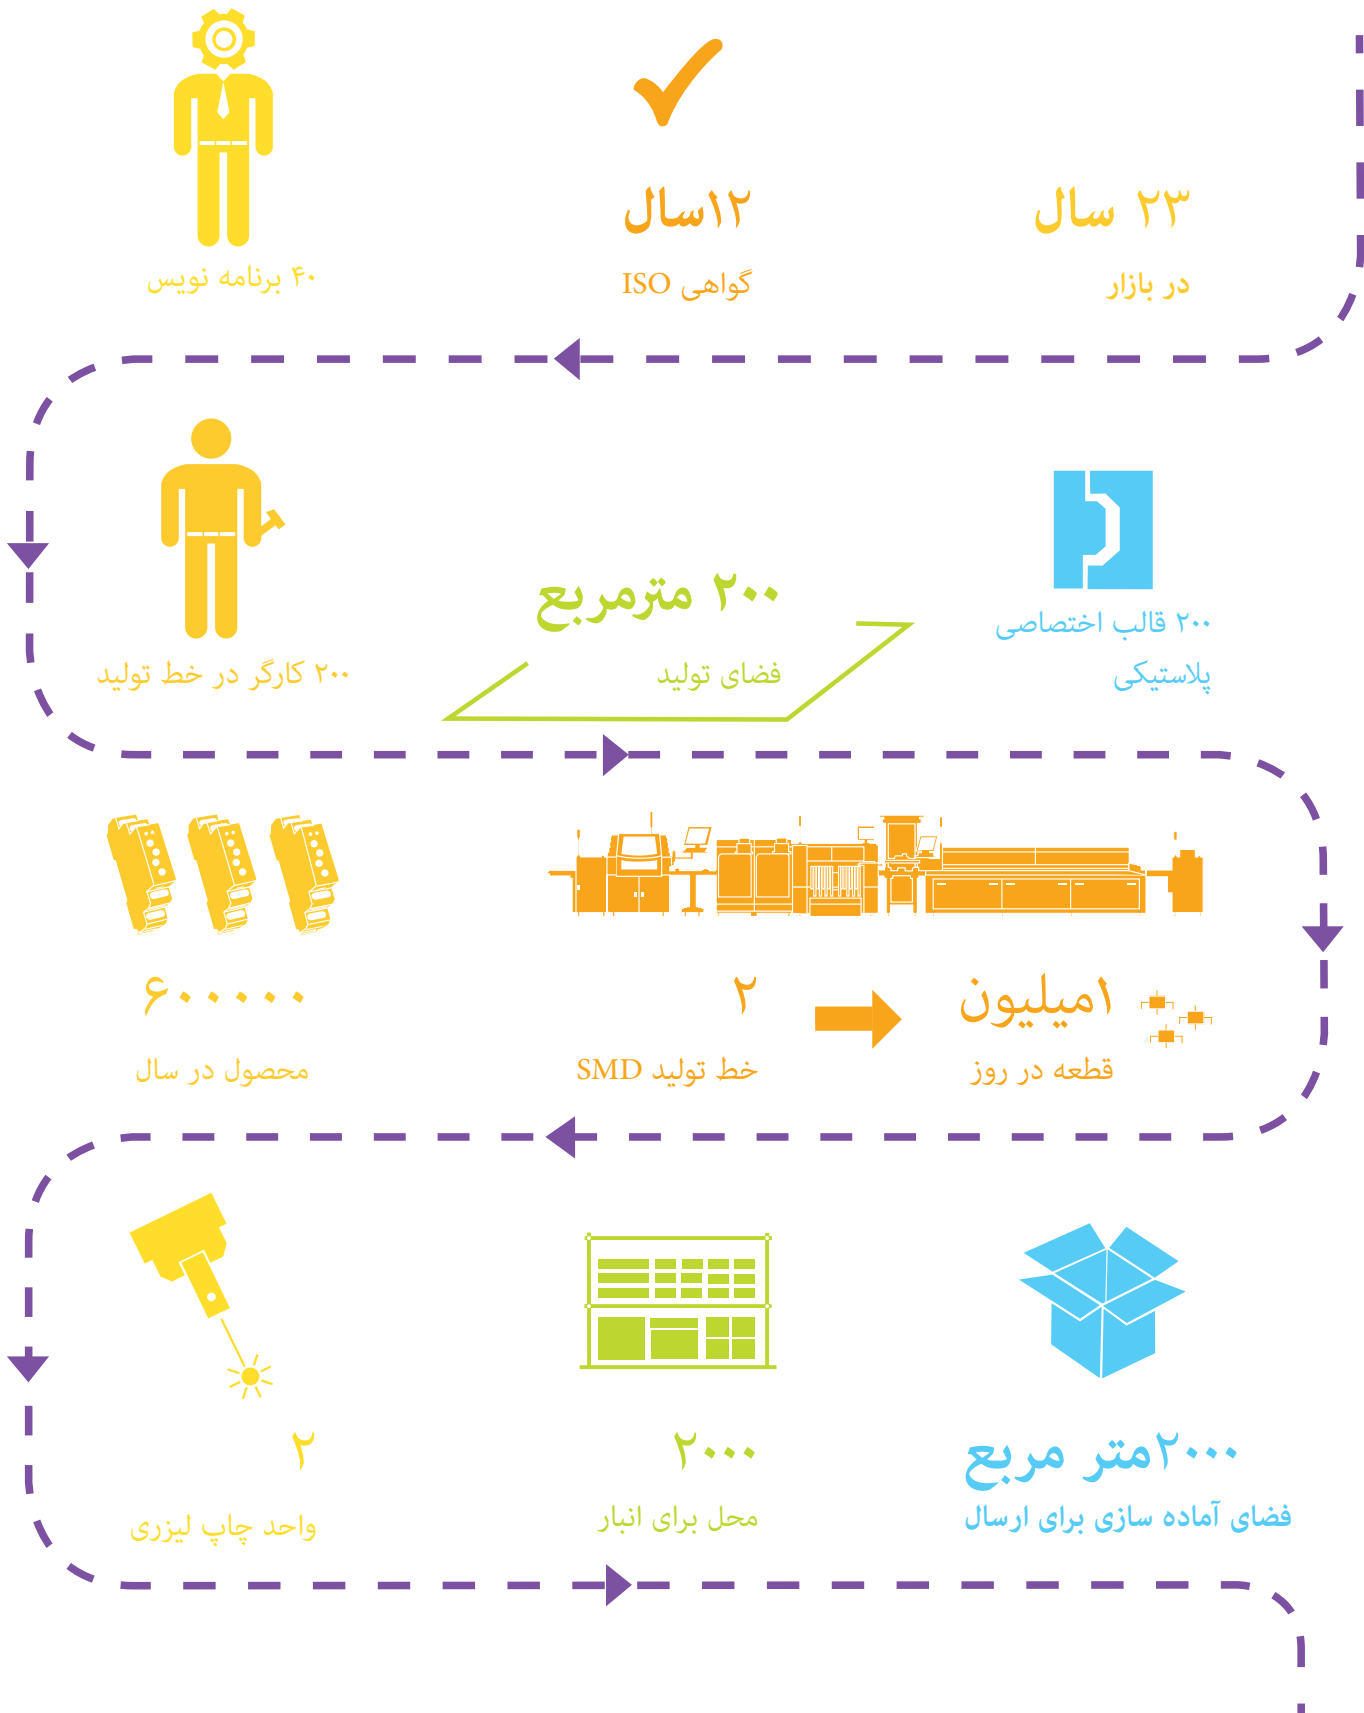 ۲۳ سال
در بازار
۱۲سال
گواهی ISO
۴۰ برنامه نویس
۲۰۰ قالب اختصاصی
پلاستیکی
۲۰۰ مترمربع
فضای تولید
۲۰۰ کارگر در خط تولید
۱میلیون
قطعه در روز
۲
خط تولید SMD
۶۰۰۰۰۰
محصول در سال
۲۰۰۰متر مربع
فضای آماده سازی برای ارسال
۲۰۰۰
محل برای انبار
۲
واحد چاپ لیزری